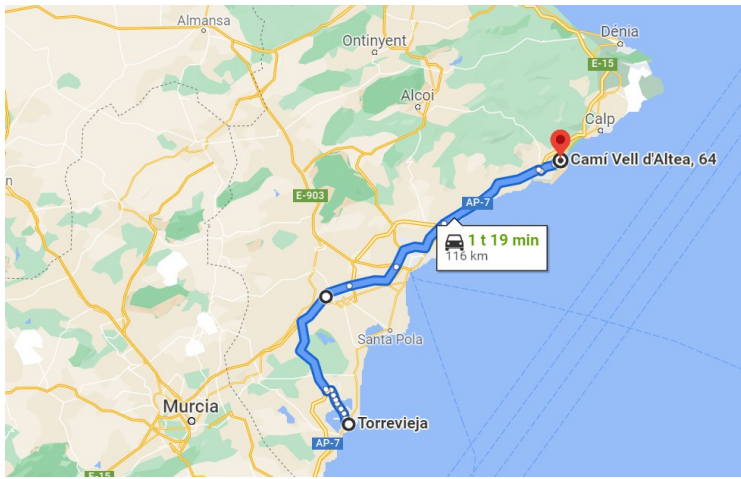 Almansa
Dénia
Ontinyent
E-15
Alcoi
Calp
Camí Vell d'Altea, 64
E-903
AP-7
1 t 19 min
116 km
Santa Pola
Murcia
Torrevieja
AP-7
E-15
n